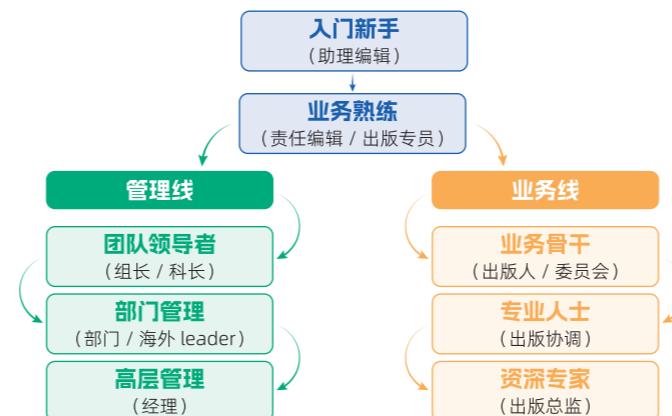 入门新手
（助理编辑）
业务熟练
（责任编辑 / 出版专员）
管理线
团队领导者
（组长 / 科长）
部门管理
（部门 / 海外 leader）
高层管理
（经理）
业务线
业务骨干
（出版人 / 委员会）
专业人士
（出版协调）
资深专家
（出版总监）